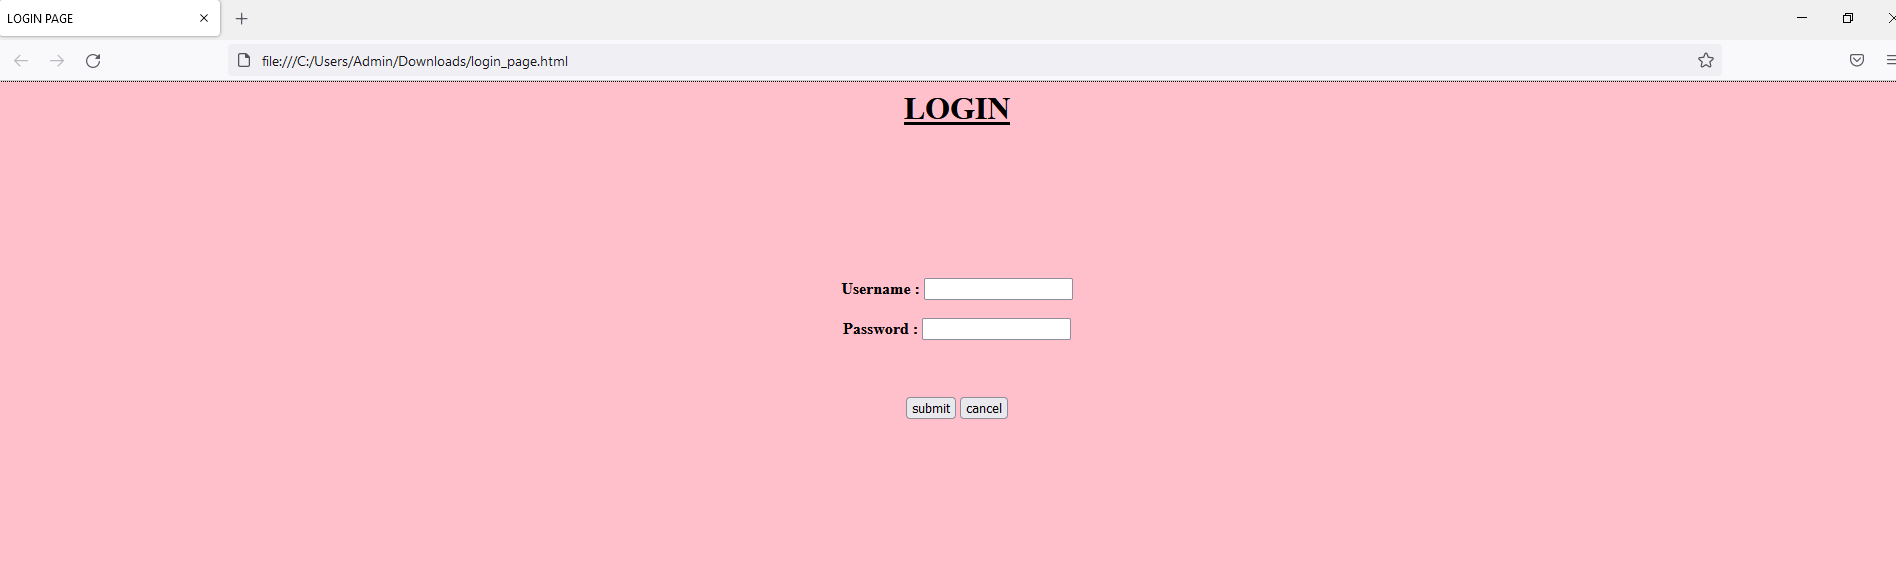 LOGIN PAGE
file:///C:/Users/Admin/Downloads/login_page.html
LOGIN
Username :
Password :
submit cancel